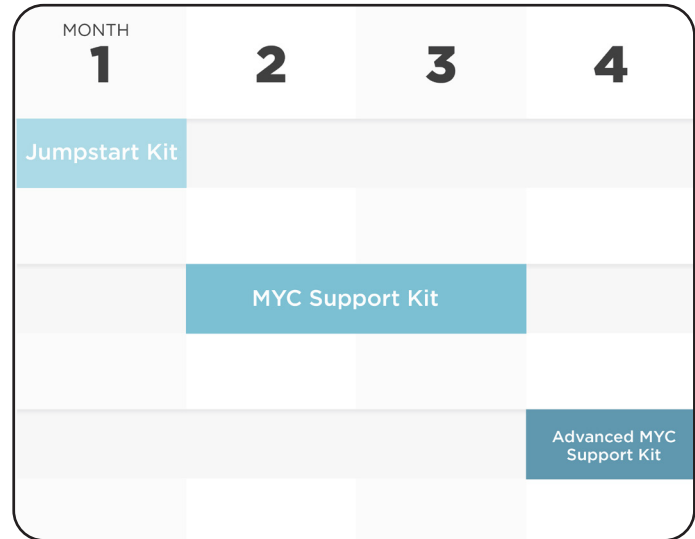 MONTH
1 2 3 4
Jumpstart Kit
MYC Support Kit
Advanced MYC
Support Kit